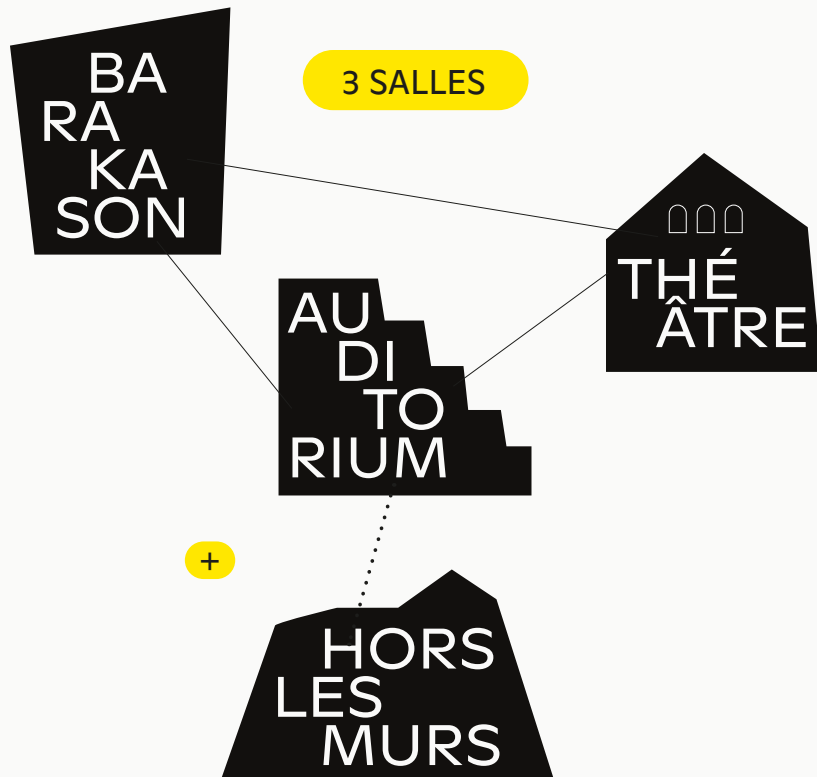 BA
RA
KA
SON
3 SALLES
THÉ
ÂTRE
AU
DI
TO
RIUM
+
HORS
LES
MURS